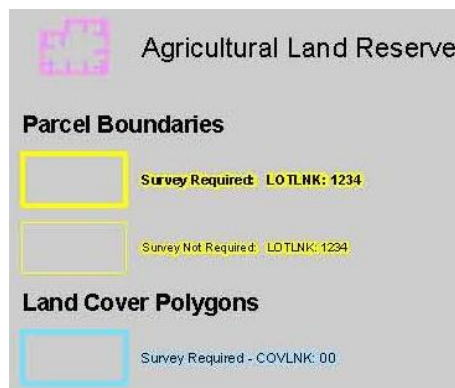 Agricultural Land Reserve
Parcel Boundaries
Survey Required: LOTLNK: 1234
Survey Not Required: LOTLNK: 1234
Land Cover Polygons
Survey Required - COVLNK: 00